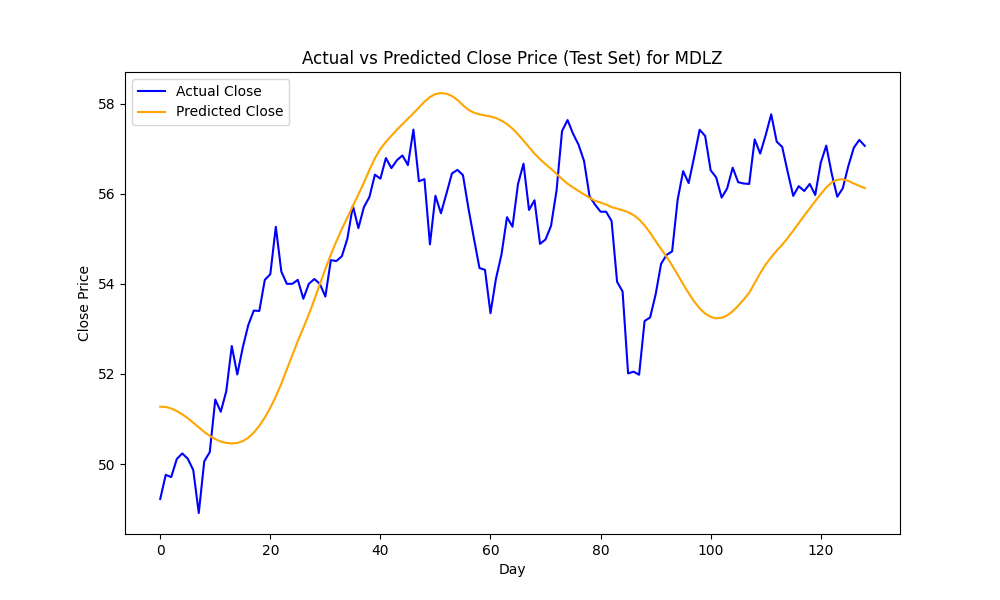 Actual vs Predicted Close Price (Test Set) for MDLZ
Actual Close
Predicted Close
Close Price
58
56
54
52
50
0 20 40 60 80 100 120
Day